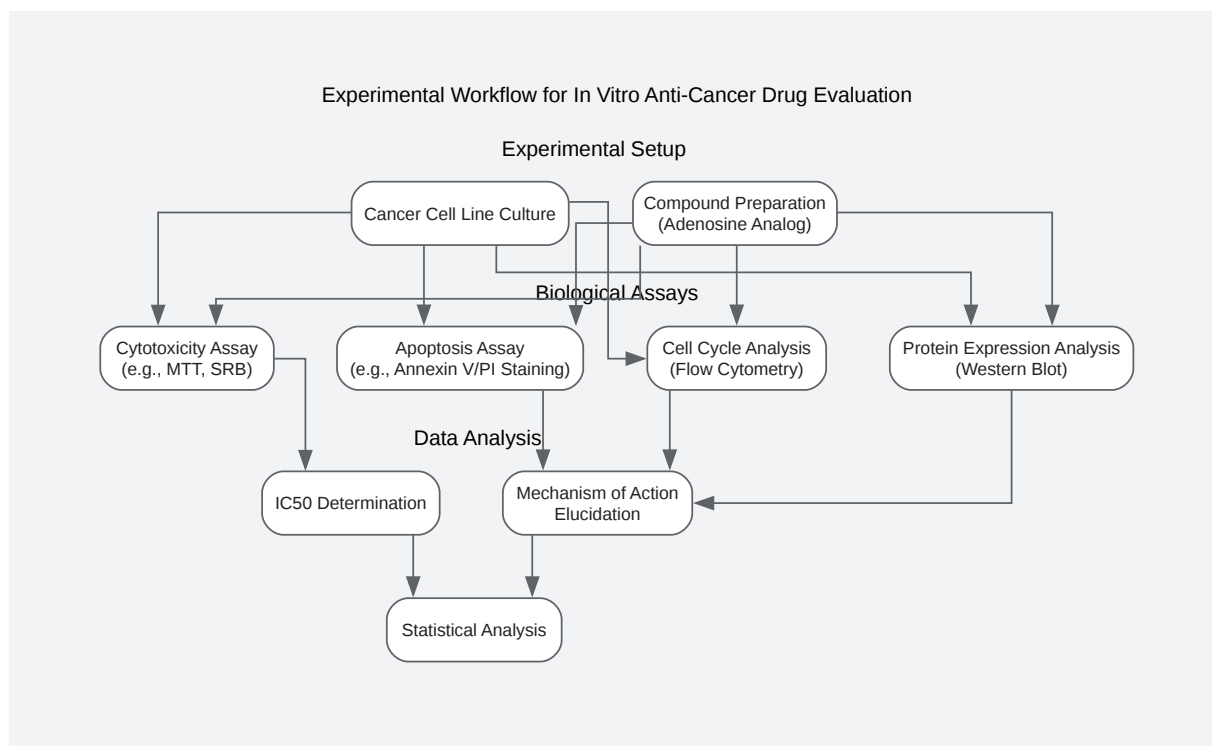 Experimental Workflow for In Vitro Anti-Cancer Drug Evaluation
Experimental Setup
Cancer Cell Line Culture
Compound Preparation
(Adenosine Analog)
Biological Assays
Cytotoxicity Assay
(e.g., MTT, SRB)
Apoptosis Assay
(e.g., Annexin V/PI Staining)
Cell Cycle Analysis
(Flow Cytometry)
Protein Expression Analysis
(Western Blot)
Data Analysis
IC50 Determination
Mechanism of Action
Elucidation
Statistical Analysis